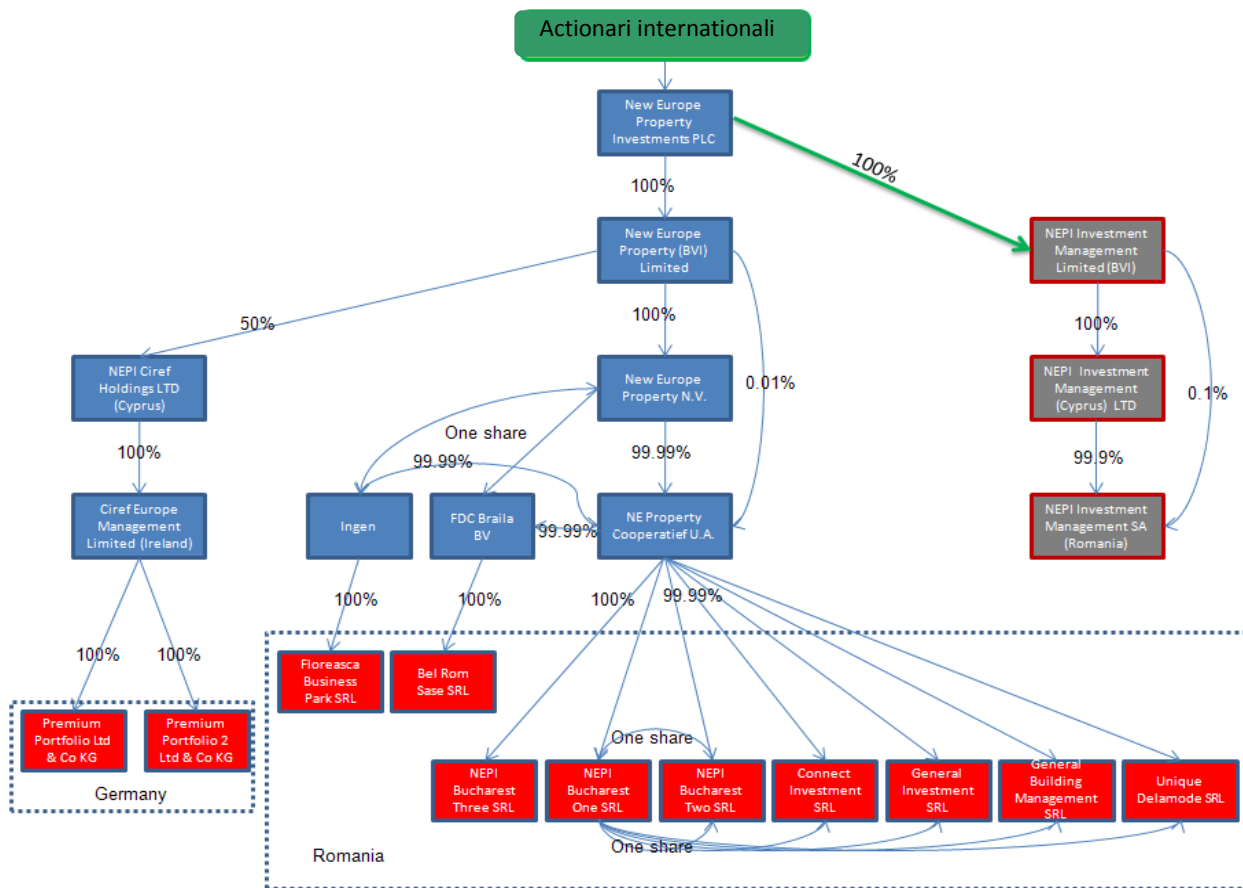 Actionari internationali
New Europe
Property
Investments PLC
100%
100%
New Europe
Property (BVI)
Limited
NEPI Investment
Management
Limited (BVI)
50%
100%
100%
NEPI Ciref
Holdings LTD
(Cyprus)
New Europe
Property N.V.
0.01%
NEPI Investment
Management
(Cyprus) LTD
0.1%
One share
100%
99.99%
99.99%
99.9%
Ciref Europe
Management
Limited (Ireland)
Ingen
FDC Braila
BV
99.99%
NE Property
Cooperatief U.A.
NEPI Investment
Management SA
(Romania)
100%
100%
100%
99.99%
100%
100%
Floreasca
Business
Park SRL
Bel Rom
Sase SRL
Premium
Portfolio Ltd
& Co KG
Premium
Portfolio 2
Ltd & Co KG
Germany
One share
NEPI
Bucharest
Three SRL
NEPI
Bucharest
One SRL
NEPI
Bucharest
Two SRL
Connect
Investment
SRL
General
Investment
SRL
General
Building
Management
SRL
Unique
Delamode SRL
One share
Romania